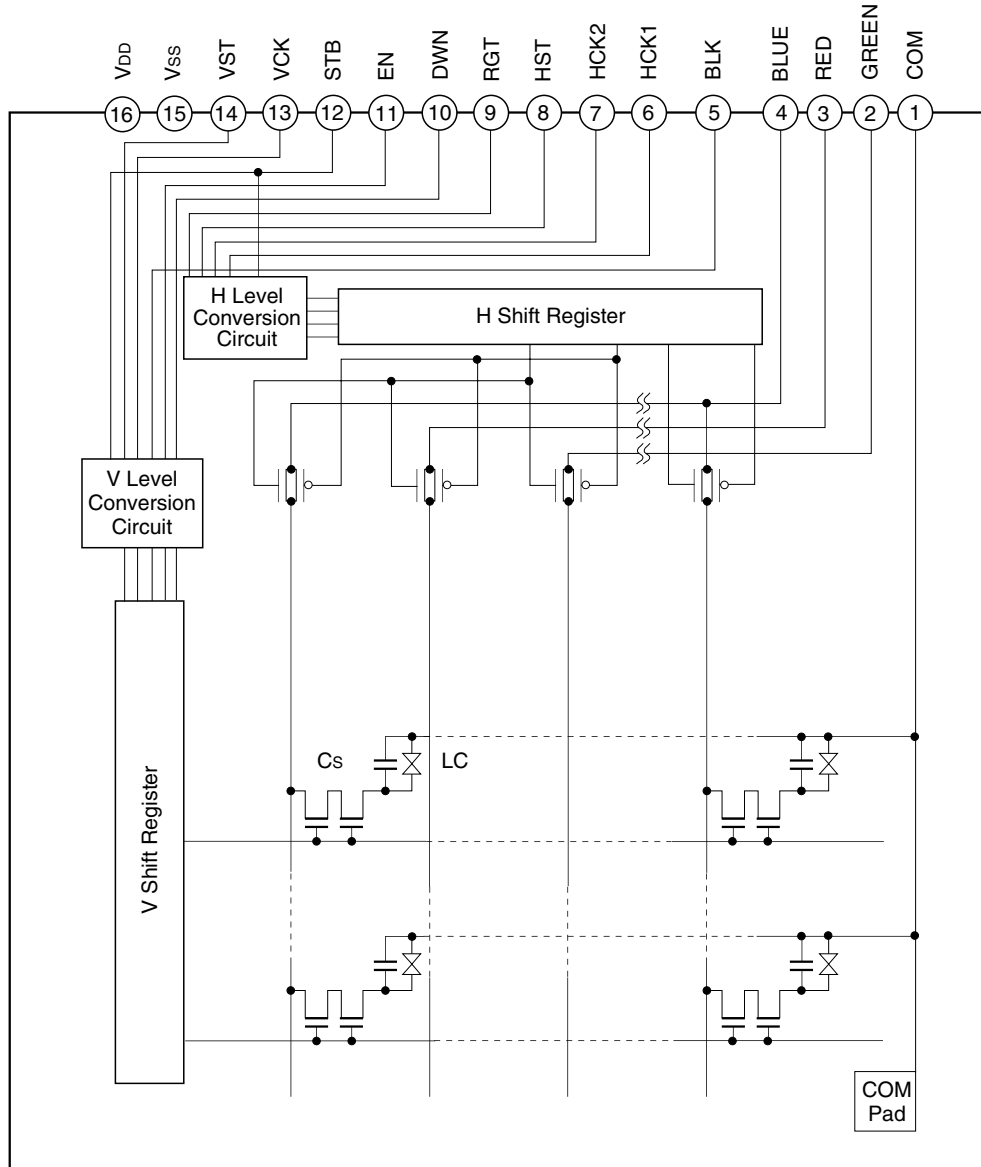 VDD
VSS
VST
VCK
STB
EN
DWN
RGT
HST
HCK2
HCK1
BLK
BLUE
RED
GREEN
COM
16
15
14
13
12
11
10
9
8
7
6
5
4
3
2
1
H Level
Conversion
Circuit
H Shift Register
V Level
Conversion
Circuit
V Shift Register
Cs
LC
COM
Pad